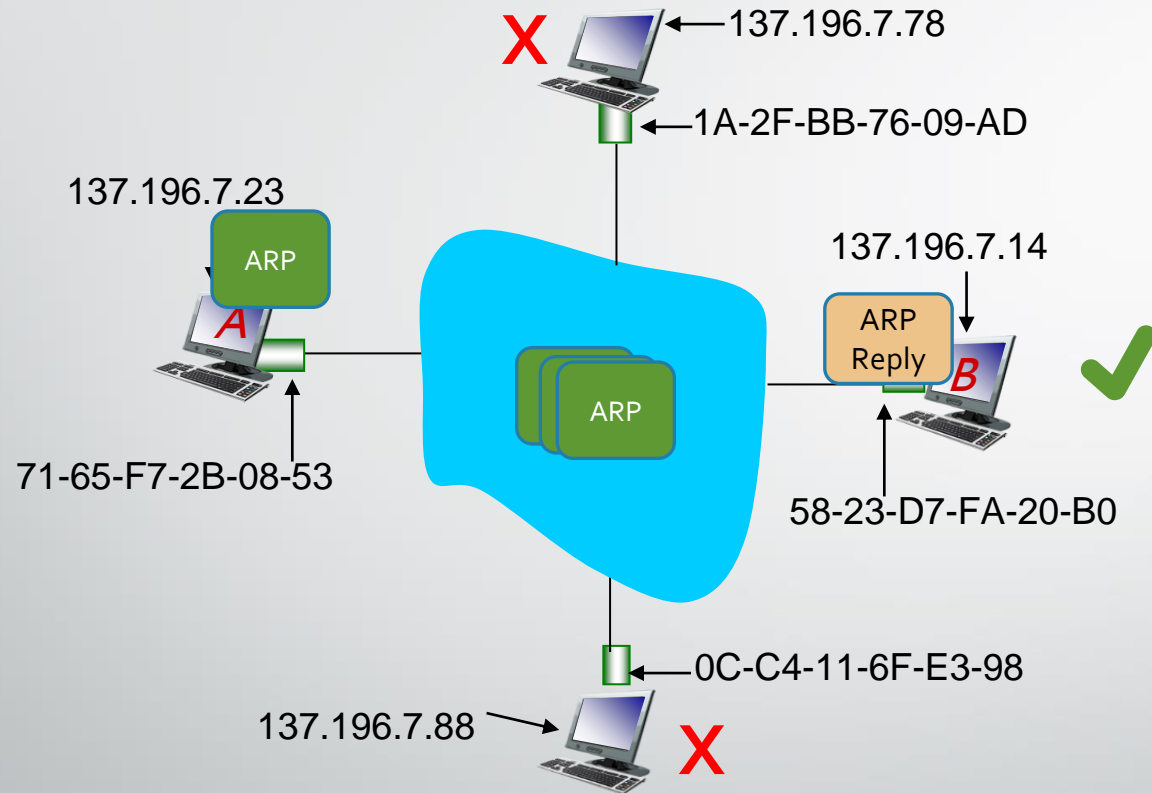 X
137.196.7.78
1A-2F-BB-76-09-AD
137.196.7.23
ARP
A
137.196.7.14
ARP
Reply
B
ARP
71-65-F7-2B-08-53
58-23-D7-FA-20-B0
0C-C4-11-6F-E3-98
137.196.7.88
X